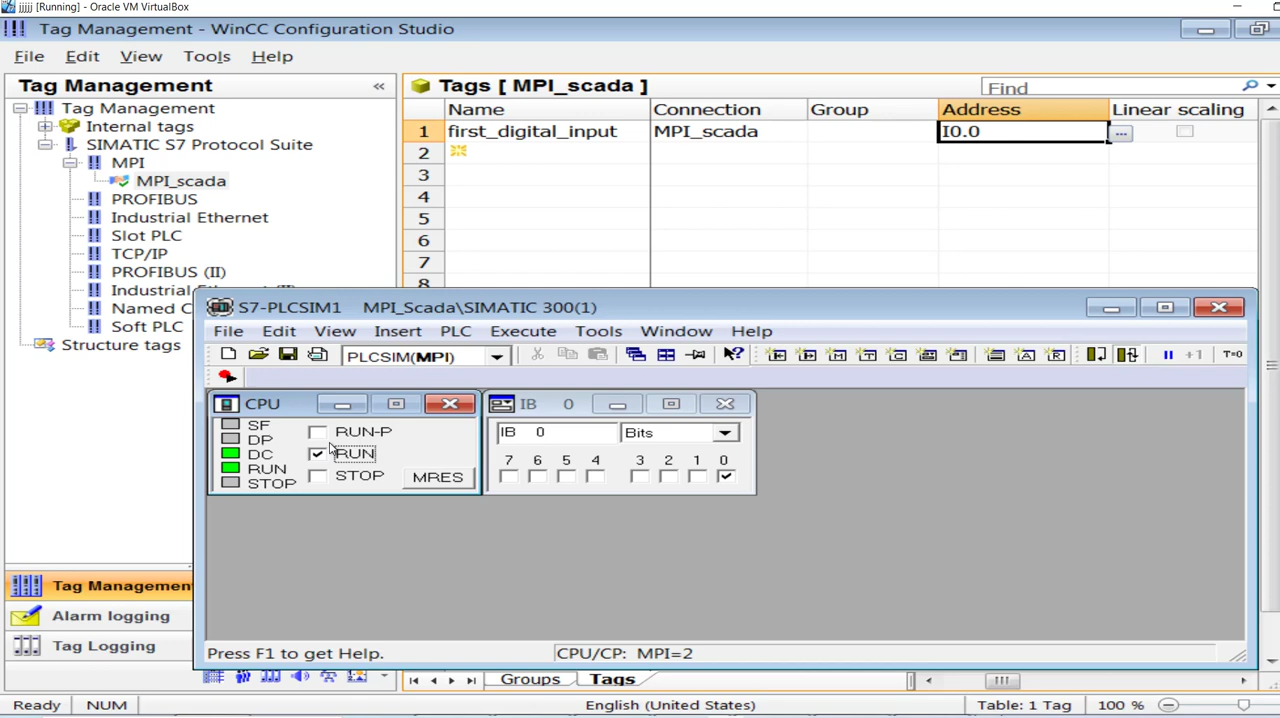 jjjjj [Running] - Oracle VM VirtualBox
Tag Management - WinCC Configuration Studio
File Edit View Tools Help
Tag Management «
Tag Management
Internal tags
SIMATIC S7 Protocol Suite
MPI
MPI_scada
PROFIBUS
Industrial Ethernet
Slot PLC
TCP/IP
PROFIBUS (II)
Industrial Ethernet (II)
Named C
Soft PLC
Structure tags
Tags [ MPI_scada ] Find
Name Connection Group Address Linear scaling
1 first_digital_input MPI_scada I0.0 ...
2
3
4
5
6
7
8
S7-PLCSIM1 MPI_Scada\SIMATIC 300(1)
File Edit View Insert PLC Execute Tools Window Help
PLCSIM(MPI) +1 T=0
CPU
SF
DP
DC
RUN
STOP
RUN-P
RUN
STOP MRES
IB 0
IB 0 Bits
7 6 5 4 3 2 1 0
Press F1 to get Help. CPU/CP: MPI=2
Tag Management
Alarm logging
Tag Logging
Groups Tags
Ready NUM English (United States) Table: 1 Tag 100 %